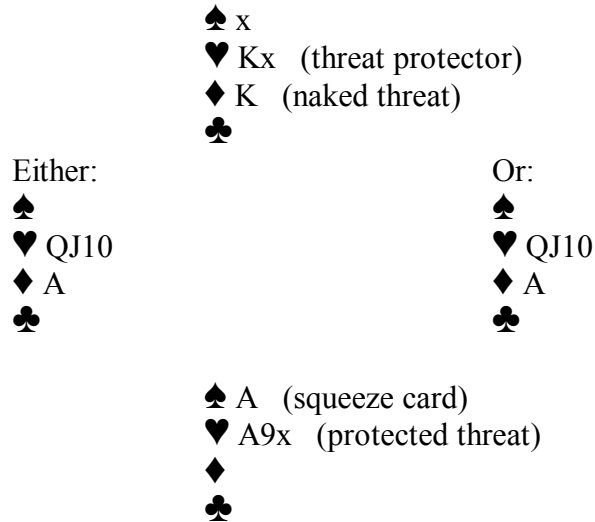 ♠ x
♥ Kx (threat protector)
♦ K (naked threat)
♣
Either: Or:
♠ ♠
♥ QJ10 ♥ QJ10
♦ A ♦ A
♣ ♣
♠ A (squeeze card)
♥ A9x (protected threat)
♦
♣